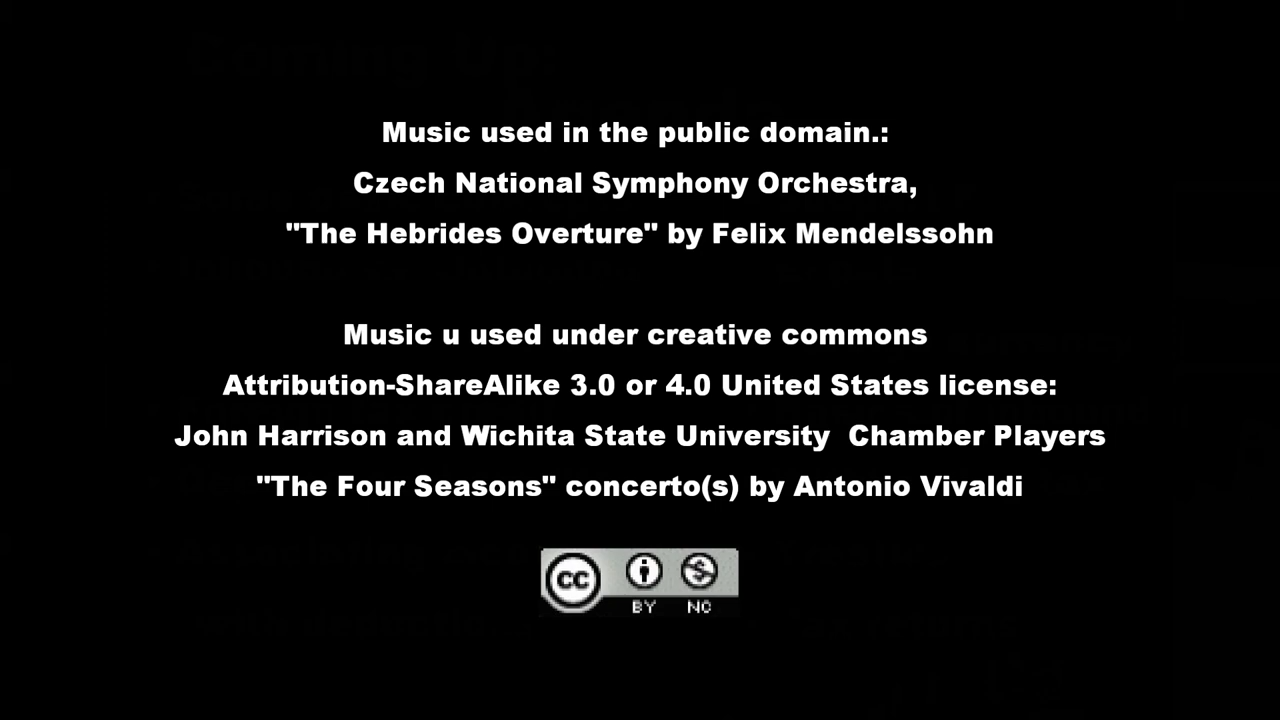 Coming Up:
Music used in the public domain.:
Czech National Symphony Orchestra,
"The Hebrides Overture" by Felix Mendelssohn
Music u used under creative commons
Attribution-ShareAlike 3.0 or 4.0 United States license:
John Harrison and Wichita State University  Chamber Players
"The Four Seasons" concerto(s) by Antonio Vivaldi
cc
BY NC